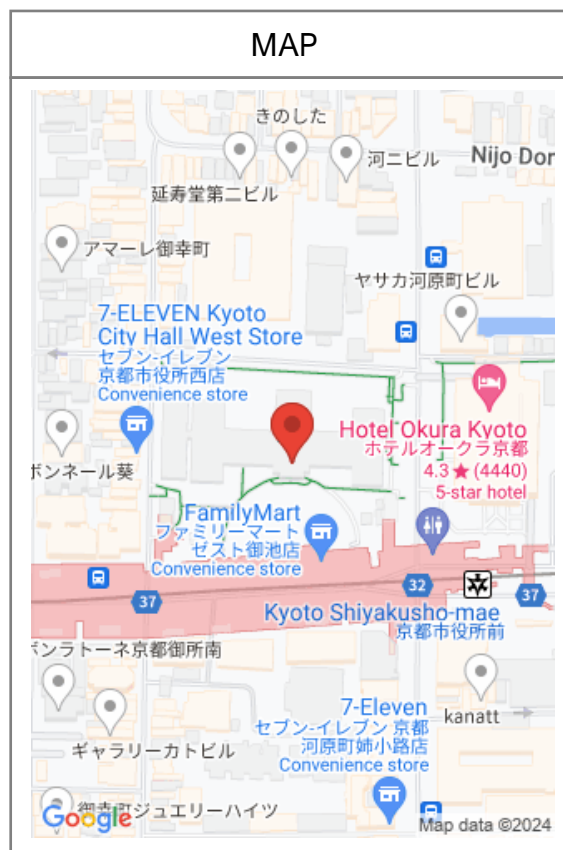 MAP
きのした
河ニビル
Nijo Dor
延寿堂第二ビル
アマーレ御幸町
ヤサカ河原町ビル
7-ELEVEN Kyoto
City Hall West Store
セブン-イレブン
京都市役所西店
Convenience store
Hotel Okura Kyoto
ホテルオークラ京都
4.3 ★ (4440)
5-star hotel
ボンネール葵
FamilyMart
ファミリーマート
ゼスト御池店
Convenience store
37
32
37
Kyoto Shiyakusho-mae
京都市役所前
ボンラトーネ京都御所南
7-Eleven
セブン-イレブン 京都
河原町姉小路店
Convenience store
kanatt
ギャラリーカトビル
御幸町ジュエリーハイツ
Google
Map data ©2024